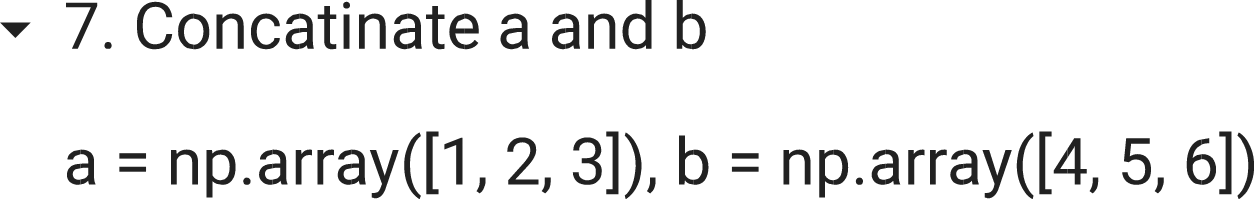 7. Concatinate a and b
a = np.array([1, 2, 3]), b = np.array([4, 5, 6])